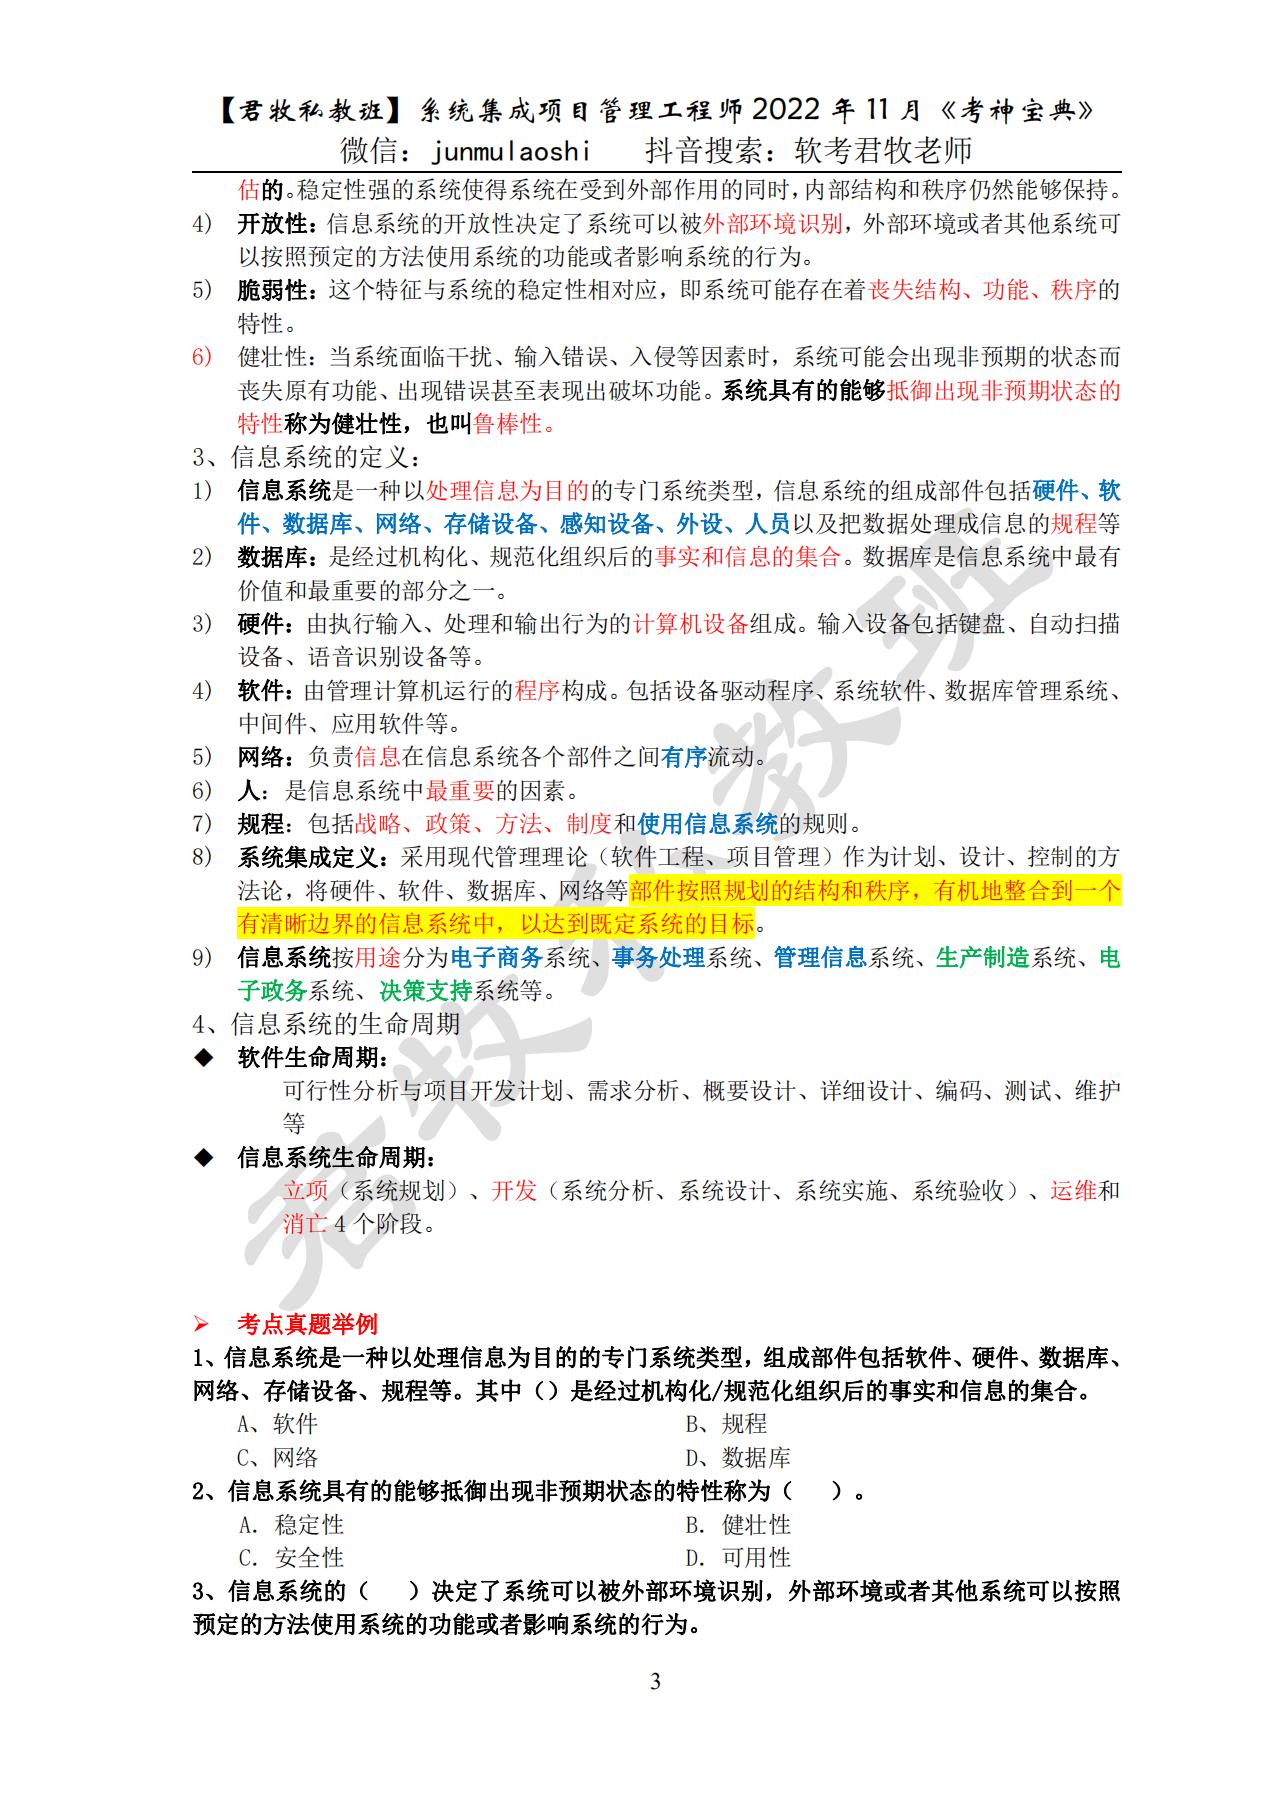 【君牧私教班】系统集成项目管理工程师 2022 年 11 月《考神宝典》
微信：junmulaoshi 抖音搜索：软考君牧老师
估的。稳定性强的系统使得系统在受到外部作用的同时，内部结构和秩序仍然能够保持。
4) 开放性：信息系统的开放性决定了系统可以被外部环境识别，外部环境或者其他系统可
以按照预定的方法使用系统的功能或者影响系统的行为。
5) 脆弱性：这个特征与系统的稳定性相对应，即系统可能存在着丧失结构、功能、秩序的
特性。
6) 健壮性：当系统面临干扰、输入错误、入侵等因素时，系统可能会出现非预期的状态而
丧失原有功能、出现错误甚至表现出破坏功能。系统具有的能够抵御出现非预期状态的
特性称为健壮性，也叫鲁棒性。
3、信息系统的定义：
1) 信息系统是一种以处理信息为目的的专门系统类型，信息系统的组成部件包括硬件、软
件、数据库、网络、存储设备、感知设备、外设、人员以及把数据处理成信息的规程等
2) 数据库：是经过机构化、规范化组织后的事实和信息的集合。数据库是信息系统中最有
价值和最重要的部分之一。
3) 硬件：由执行输入、处理和输出行为的计算机设备组成。输入设备包括键盘、自动扫描
设备、语音识别设备等。
4) 软件：由管理计算机运行的程序构成。包括设备驱动程序、系统软件、数据库管理系统、
中间件、应用软件等。
5) 网络：负责信息在信息系统各个部件之间有序流动。
6) 人：是信息系统中最重要的因素。
7) 规程：包括战略、政策、方法、制度和使用信息系统的规则。
8) 系统集成定义：采用现代管理理论（软件工程、项目管理）作为计划、设计、控制的方
法论，将硬件、软件、数据库、网络等部件按照规划的结构和秩序，有机地整合到一个
有清晰边界的信息系统中，以达到既定系统的目标。
9) 信息系统按用途分为电子商务系统、事务处理系统、管理信息系统、生产制造系统、电
子政务系统、决策支持系统等。
4、信息系统的生命周期
◆ 软件生命周期：
可行性分析与项目开发计划、需求分析、概要设计、详细设计、编码、测试、维护
等
◆ 信息系统生命周期：
立项（系统规划）、开发（系统分析、系统设计、系统实施、系统验收）、运维和
消亡 4 个阶段。
➢ 考点真题举例
1、信息系统是一种以处理信息为目的的专门系统类型，组成部件包括软件、硬件、数据库、
网络、存储设备、规程等。其中（）是经过机构化/规范化组织后的事实和信息的集合。
A、软件 B、规程
C、网络 D、数据库
2、信息系统具有的能够抵御出现非预期状态的特性称为（ ）。
A．稳定性 B．健壮性
C．安全性 D．可用性
3、信息系统的（ ）决定了系统可以被外部环境识别，外部环境或者其他系统可以按照
预定的方法使用系统的功能或者影响系统的行为。
3
君牧私教班